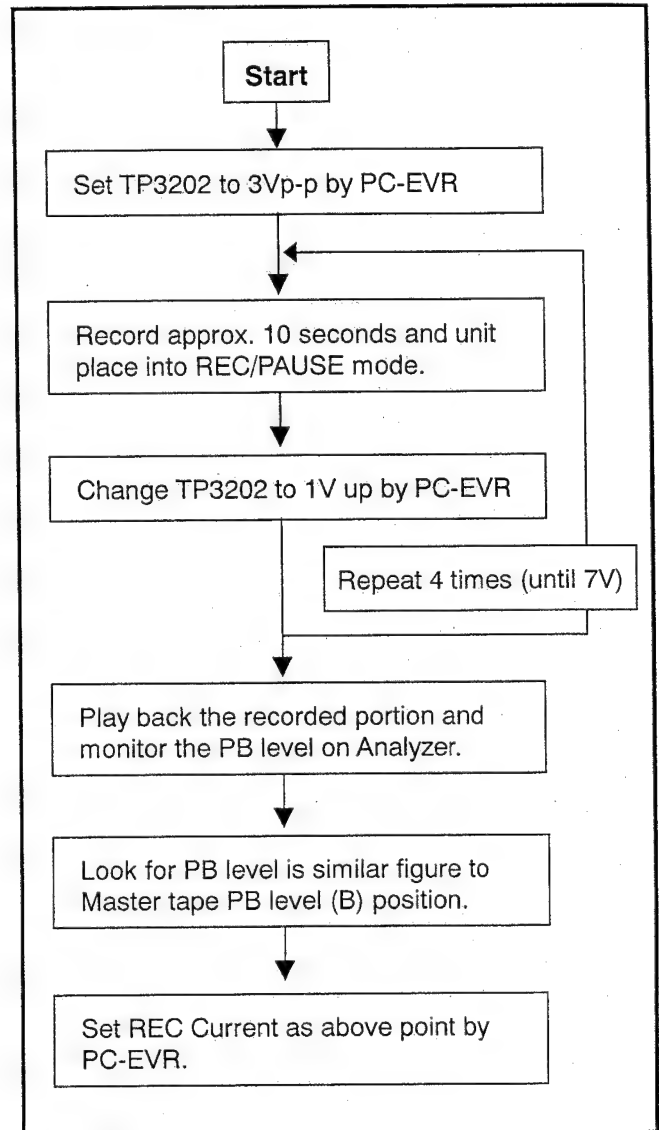 Start
Set TP3202 to 3Vp-p by PC-EVR
Record approx. 10 seconds and unit
place into REC/PAUSE mode.
Change TP3202 to 1V up by PC-EVR
Repeat 4 times (until 7V)
Play back the recorded portion and
monitor the PB level on Analyzer.
Look for PB level is similar figure to
Master tape PB level (B) position.
Set REC Current as above point by
PC-EVR.